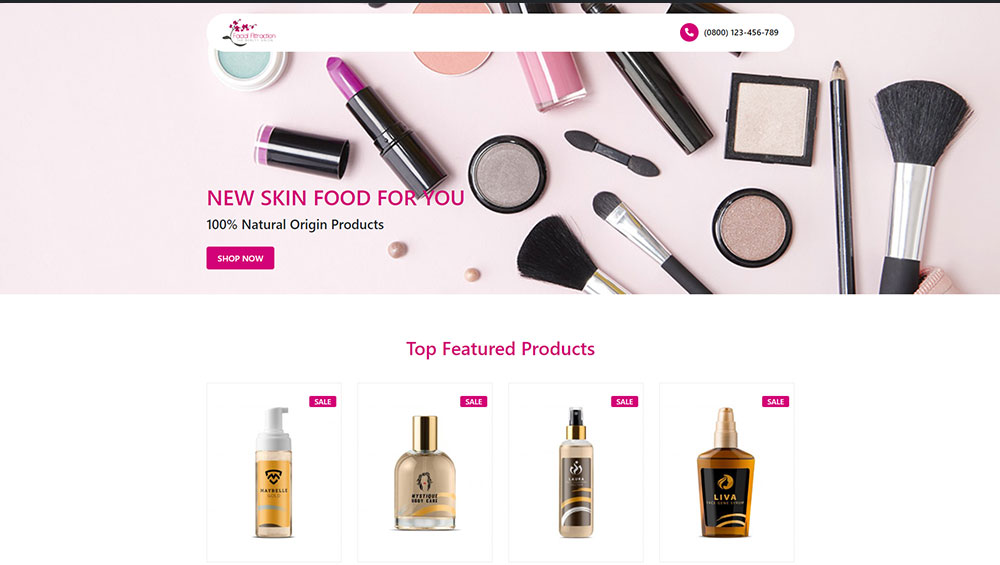 Facial Attraction
(0800) 123-456-789
NEW SKIN FOOD FOR YOU
100% Natural Origin Products
SHOP NOW
Top Featured Products
SALE
SALE
SALE
SALE
MAYBELLE
GOLD
MYSTIQUE
BODY CARE
LAURA
LIVA